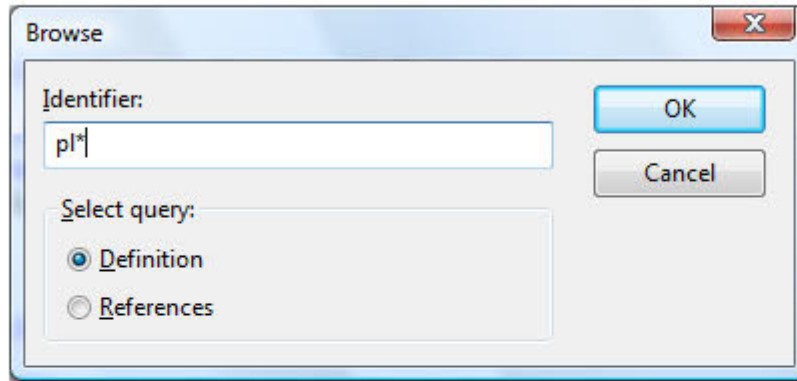 Browse
Identifier:
pl*
OK
Cancel
Select query:
Definition
References